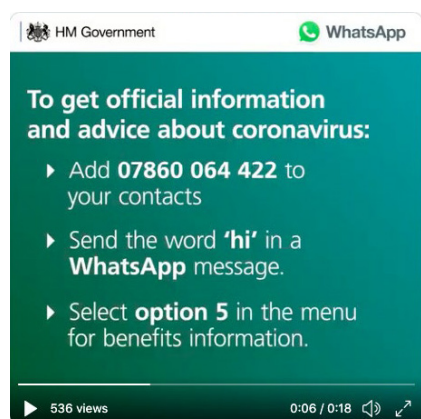 HM Government
WhatsApp
To get official information
and advice about coronavirus:
Add 07860 064 422 to
your contacts
Send the word ‘hi’ in a
WhatsApp message.
Select option 5 in the menu
for benefits information.
536 views
0:06 / 0:18